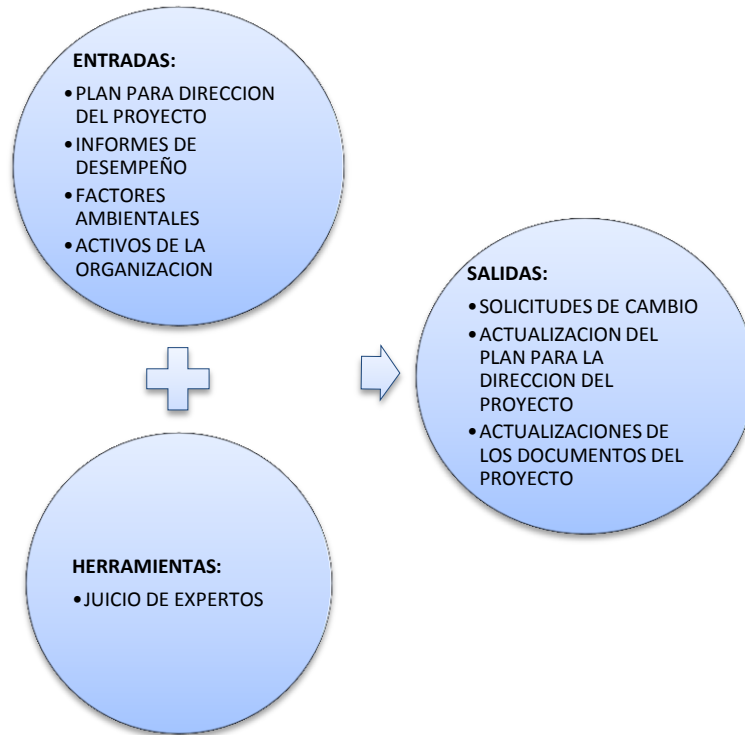 ENTRADAS:
•PLAN PARA DIRECCION
DEL PROYECTO
•INFORMES DE
DESEMPEÑO
•FACTORES
AMBIENTALES
•ACTIVOS DE LA
ORGANIZACION
HERRAMIENTAS:
•JUICIO DE EXPERTOS
SALIDAS:
•SOLICITUDES DE CAMBIO
•ACTUALIZACION DEL
PLAN PARA LA
DIRECCION DEL
PROYECTO
•ACTUALIZACIONES DE
LOS DOCUMENTOS DEL
PROYECTO